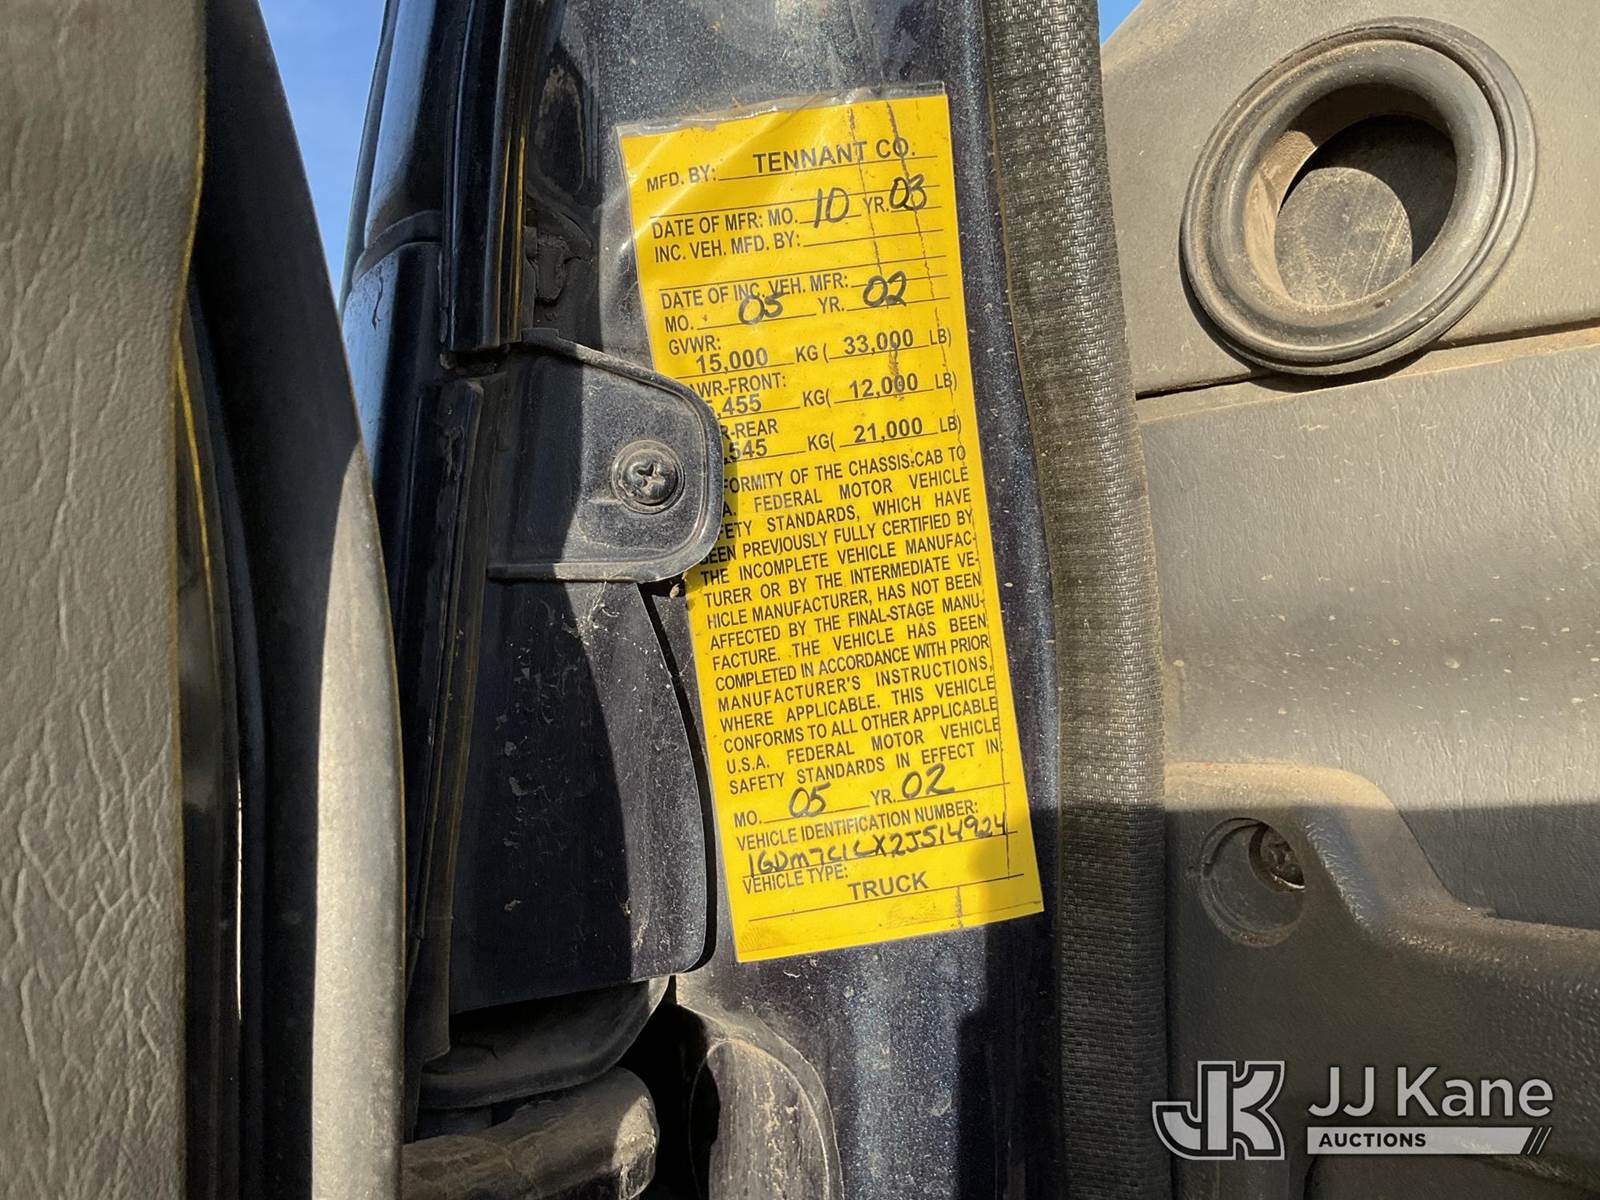 MFD. BY: TENNANT CO.
DATE OF MFR: MO. 10 YR. 03
INC. VEH. MFD. BY:
DATE OF INC. VEH. MFR:
MO. 05 YR. 02
GVWR:
15,000 KG ( 33,000 LB)
AWR-FRONT:
,455 KG( 12,000 LB)
R-REAR
,545 KG( 21,000 LB)
FORMITY OF THE CHASSIS-CAB TO
A. FEDERAL MOTOR VEHICLE
FETY STANDARDS, WHICH HAVE
BEEN PREVIOUSLY FULLY CERTIFIED BY
THE INCOMPLETE VEHICLE MANUFAC-
TURER OR BY THE INTERMEDIATE VE-
HICLE MANUFACTURER, HAS NOT BEEN
AFFECTED BY THE FINAL-STAGE MANU-
FACTURE. THE VEHICLE HAS BEEN
COMPLETED IN ACCORDANCE WITH PRIOR
MANUFACTURER'S INSTRUCTIONS,
WHERE APPLICABLE. THIS VEHICLE
CONFORMS TO ALL OTHER APPLICABLE
U.S.A. FEDERAL MOTOR VEHICLE
SAFETY STANDARDS IN EFFECT IN:
MO. 05 YR. 02
VEHICLE IDENTIFICATION NUMBER:
1GDM7C1CX2J514924
VEHICLE TYPE:
TRUCK
JJ Kane
AUCTIONS